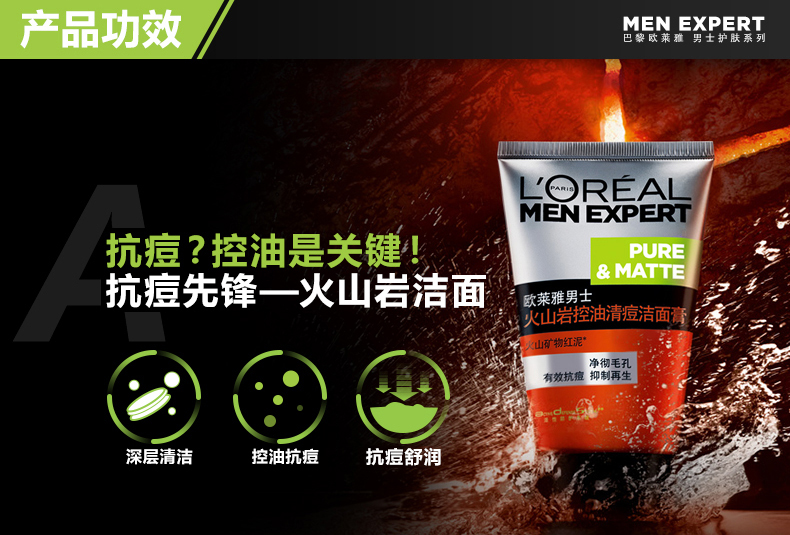 产品功效
MEN EXPERT
巴黎欧莱雅 男士护肤系列
抗痘？控油是关键！
抗痘先锋—火山岩洁面
深层清洁
控油抗痘
抗痘舒润
L'ORÉAL
PARIS
MEN EXPERT
PURE
& MATTE
欧莱雅男士
火山岩控油清痘洁面膏
火山矿物红泥*
净彻毛孔
有效抗痘 抑制再生